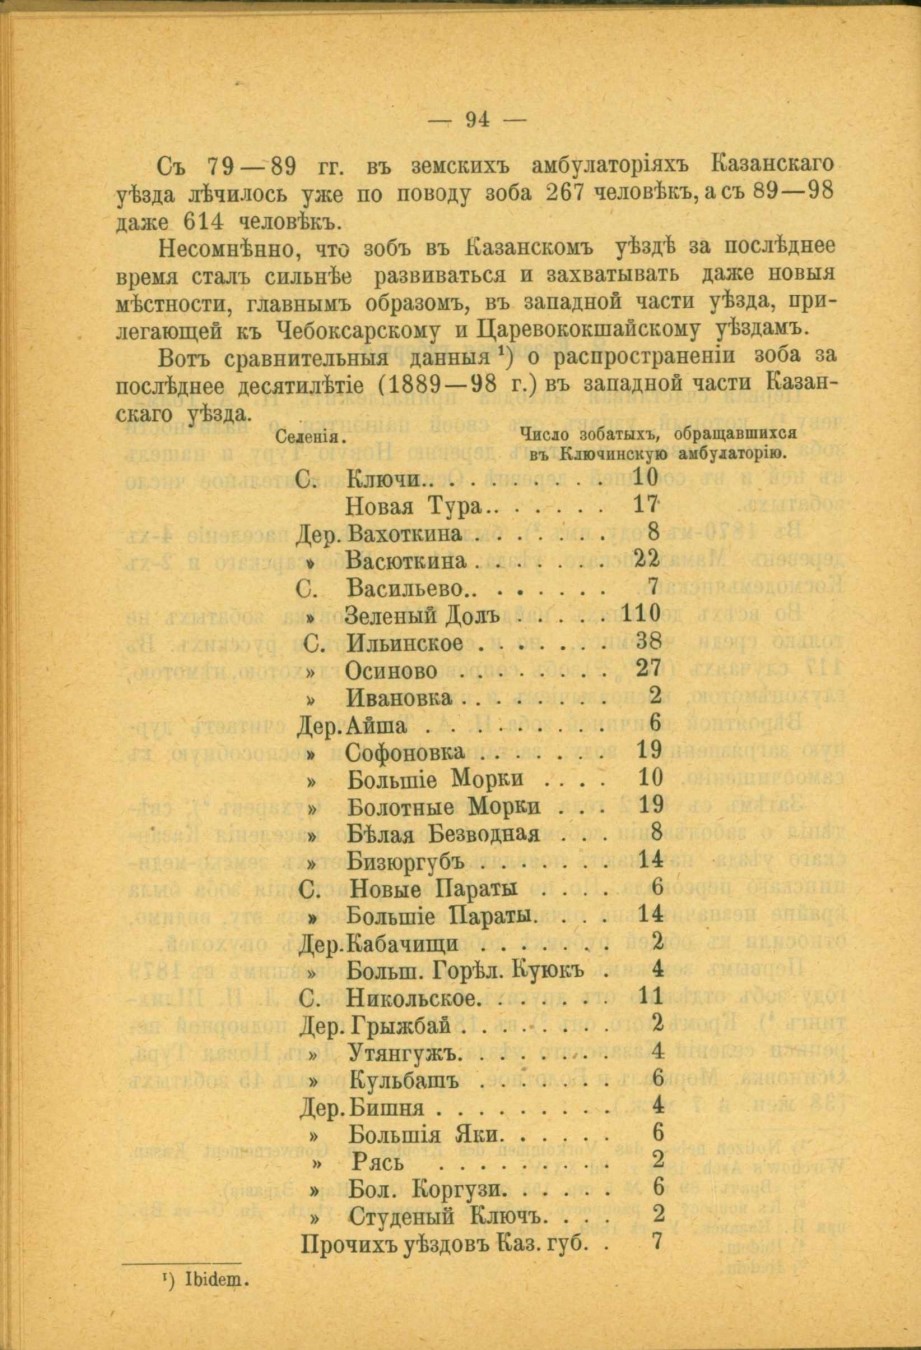 — 94 —
Съ 79—89 гг. въ земскихъ амбулаторіяхъ Казанскаго
уѣзда лѣчилось уже по поводу зоба 267 человѣкъ, а съ 89—98
даже 614 человѣкъ.
Несомнѣнно, что зобъ въ Казанскомъ уѣздѣ за послѣднее
время сталъ сильнѣе развиваться и захватывать даже новыя
мѣстности, главнымъ образомъ, въ западной части уѣзда, при-
легающей къ Чебоксарскому и Царевококшайскому уѣздамъ.
Вотъ сравнительныя данныя ¹) о распространеніи зоба за
послѣднее десятилѣтіе (1889—98 г.) въ западной части Казан-
скаго уѣзда.
Селенія. Число зобатыхъ, обращавшихся
въ Ключинскую амбулаторію.
С. Ключи.. . . . . . . . . 10
Новая Тура.. . . . . . . 17
Дер. Вахоткина . . . . . . . 8
» Васюткина . . . . . . . 22
С. Васильево.. . . . . . . 7
» Зеленый Долъ . . . . 110
С. Ильинское . . . . . . . 38
» Осиново . . . . . . . . 27
» Ивановка . . . . . . . . 2
Дер. Айша . . . . . . . . . . 6
» Софоновка . . . . . . . 19
» Большіе Морки . . . . 10
» Болотные Морки . . . 19
» Бѣлая Безводная . . . 8
» Бизюргубъ . . . . . . . 14
С. Новые Параты . . . . 6
» Большіе Параты. . . . 14
Дер. Кабачищи . . . . . . . 2
» Больш. Горѣл. Куюкъ . 4
С. Никольское. . . . . . . 11
Дер. Грыжбай . . . . . . . . 2
» Утянгужъ. . . . . . . . 4
» Кульбашъ . . . . . . . 6
Дер. Бишня . . . . . . . . . 4
» Большія Яки. . . . . . 6
» Рясь . . . . . . . . . 2
» Бол. Коргузи. . . . . . 6
» Студеный Ключъ. . . . 2
Прочихъ уѣздовъ Каз. губ. . 7
¹) Ibidem.